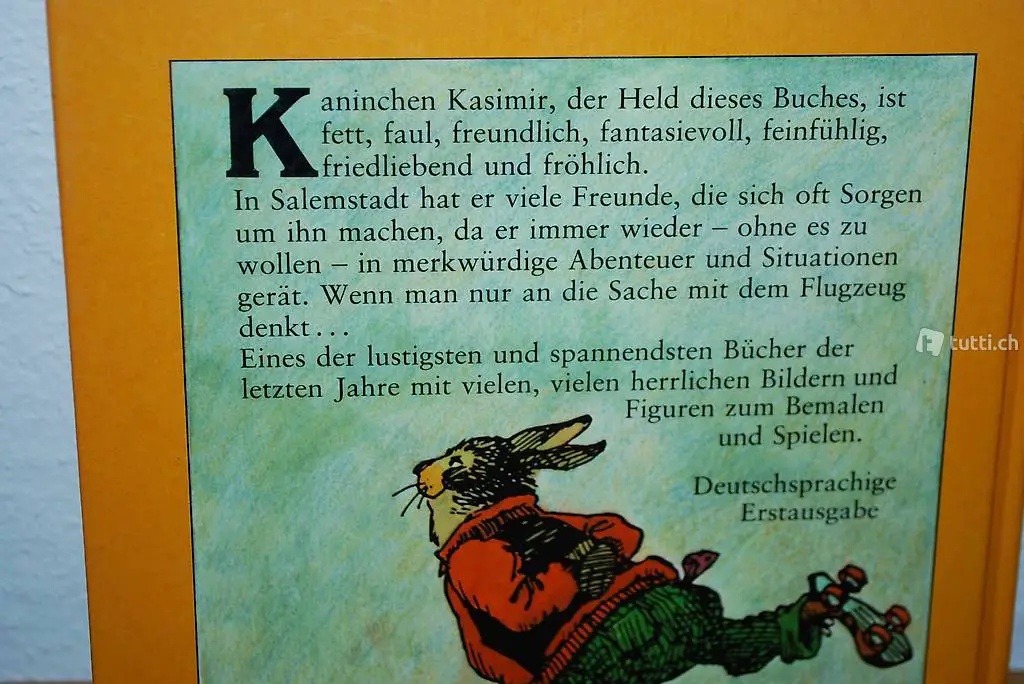 Kaninchen Kasimir, der Held dieses Buches, ist
fett, faul, freundlich, fantasievoll, feinfühlig,
friedliebend und fröhlich.
In Salemstadt hat er viele Freunde, die sich oft Sorgen
um ihn machen, da er immer wieder – ohne es zu
wollen – in merkwürdige Abenteuer und Situationen
gerät. Wenn man nur an die Sache mit dem Flugzeug
denkt...
Eines der lustigsten und spannendsten Bücher der
letzten Jahre mit vielen, vielen herrlichen Bildern und
Figuren zum Bemalen
und Spielen.
Deutschsprachige
Erstausgabe
tutti.ch